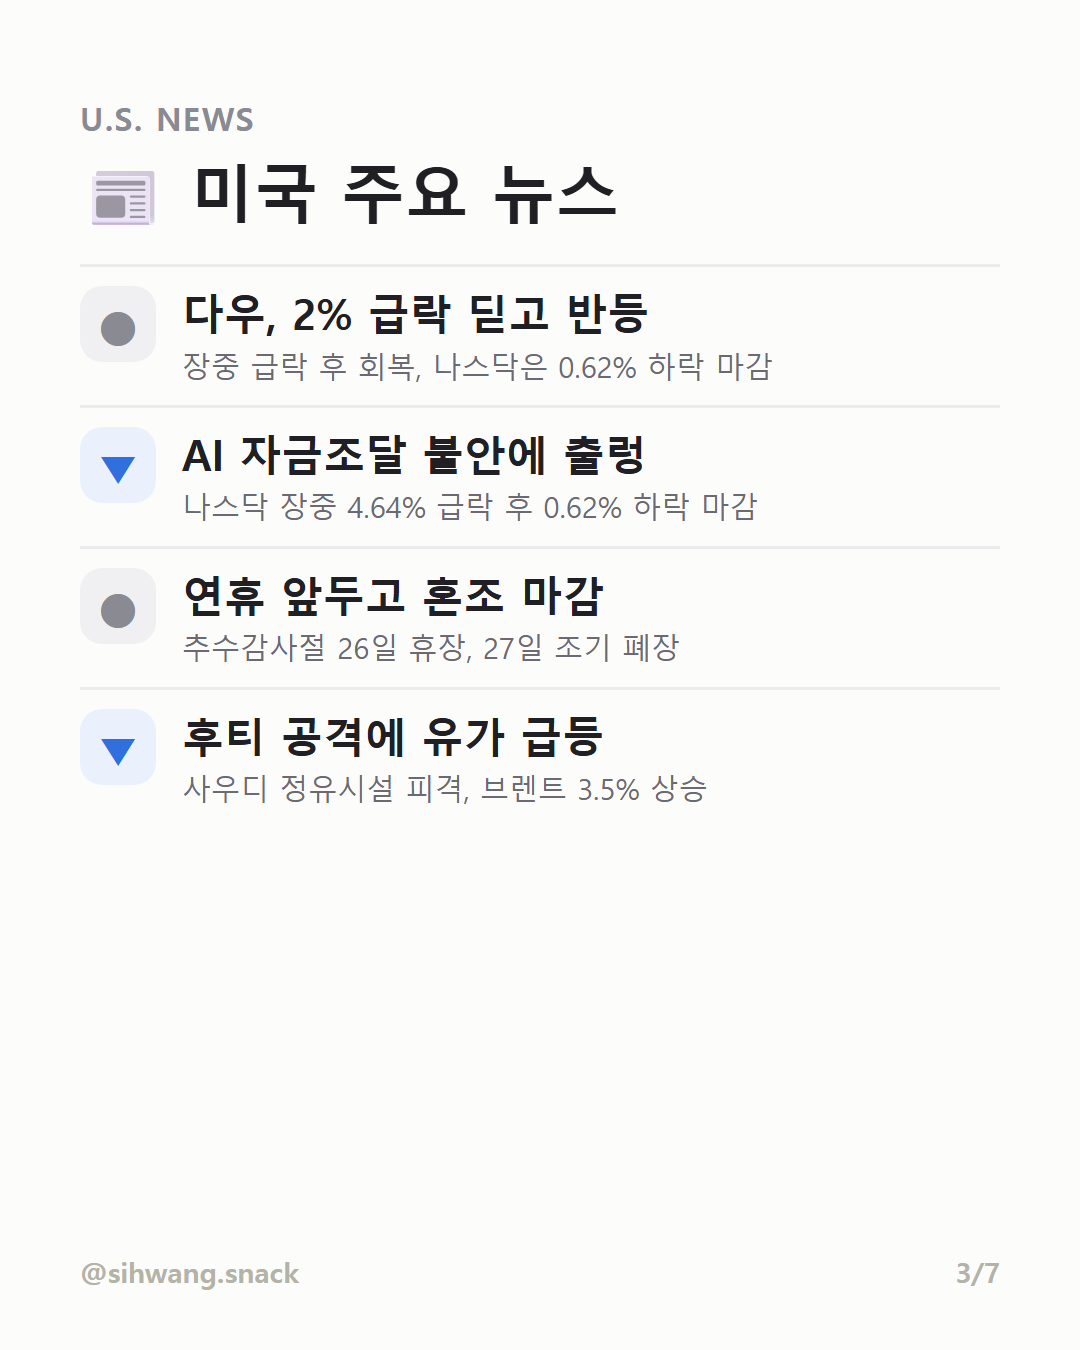 U.S. NEWS
미국 주요 뉴스
다우, 2% 급락 딛고 반등
장중 급락 후 회복, 나스닥은 0.62% 하락 마감
AI 자금조달 불안에 출렁
나스닥 장중 4.64% 급락 후 0.62% 하락 마감
연휴 앞두고 혼조 마감
추수감사절 26일 휴장, 27일 조기 폐장
후티 공격에 유가 급등
사우디 정유시설 피격, 브렌트 3.5% 상승
@sihwang.snack
3/7